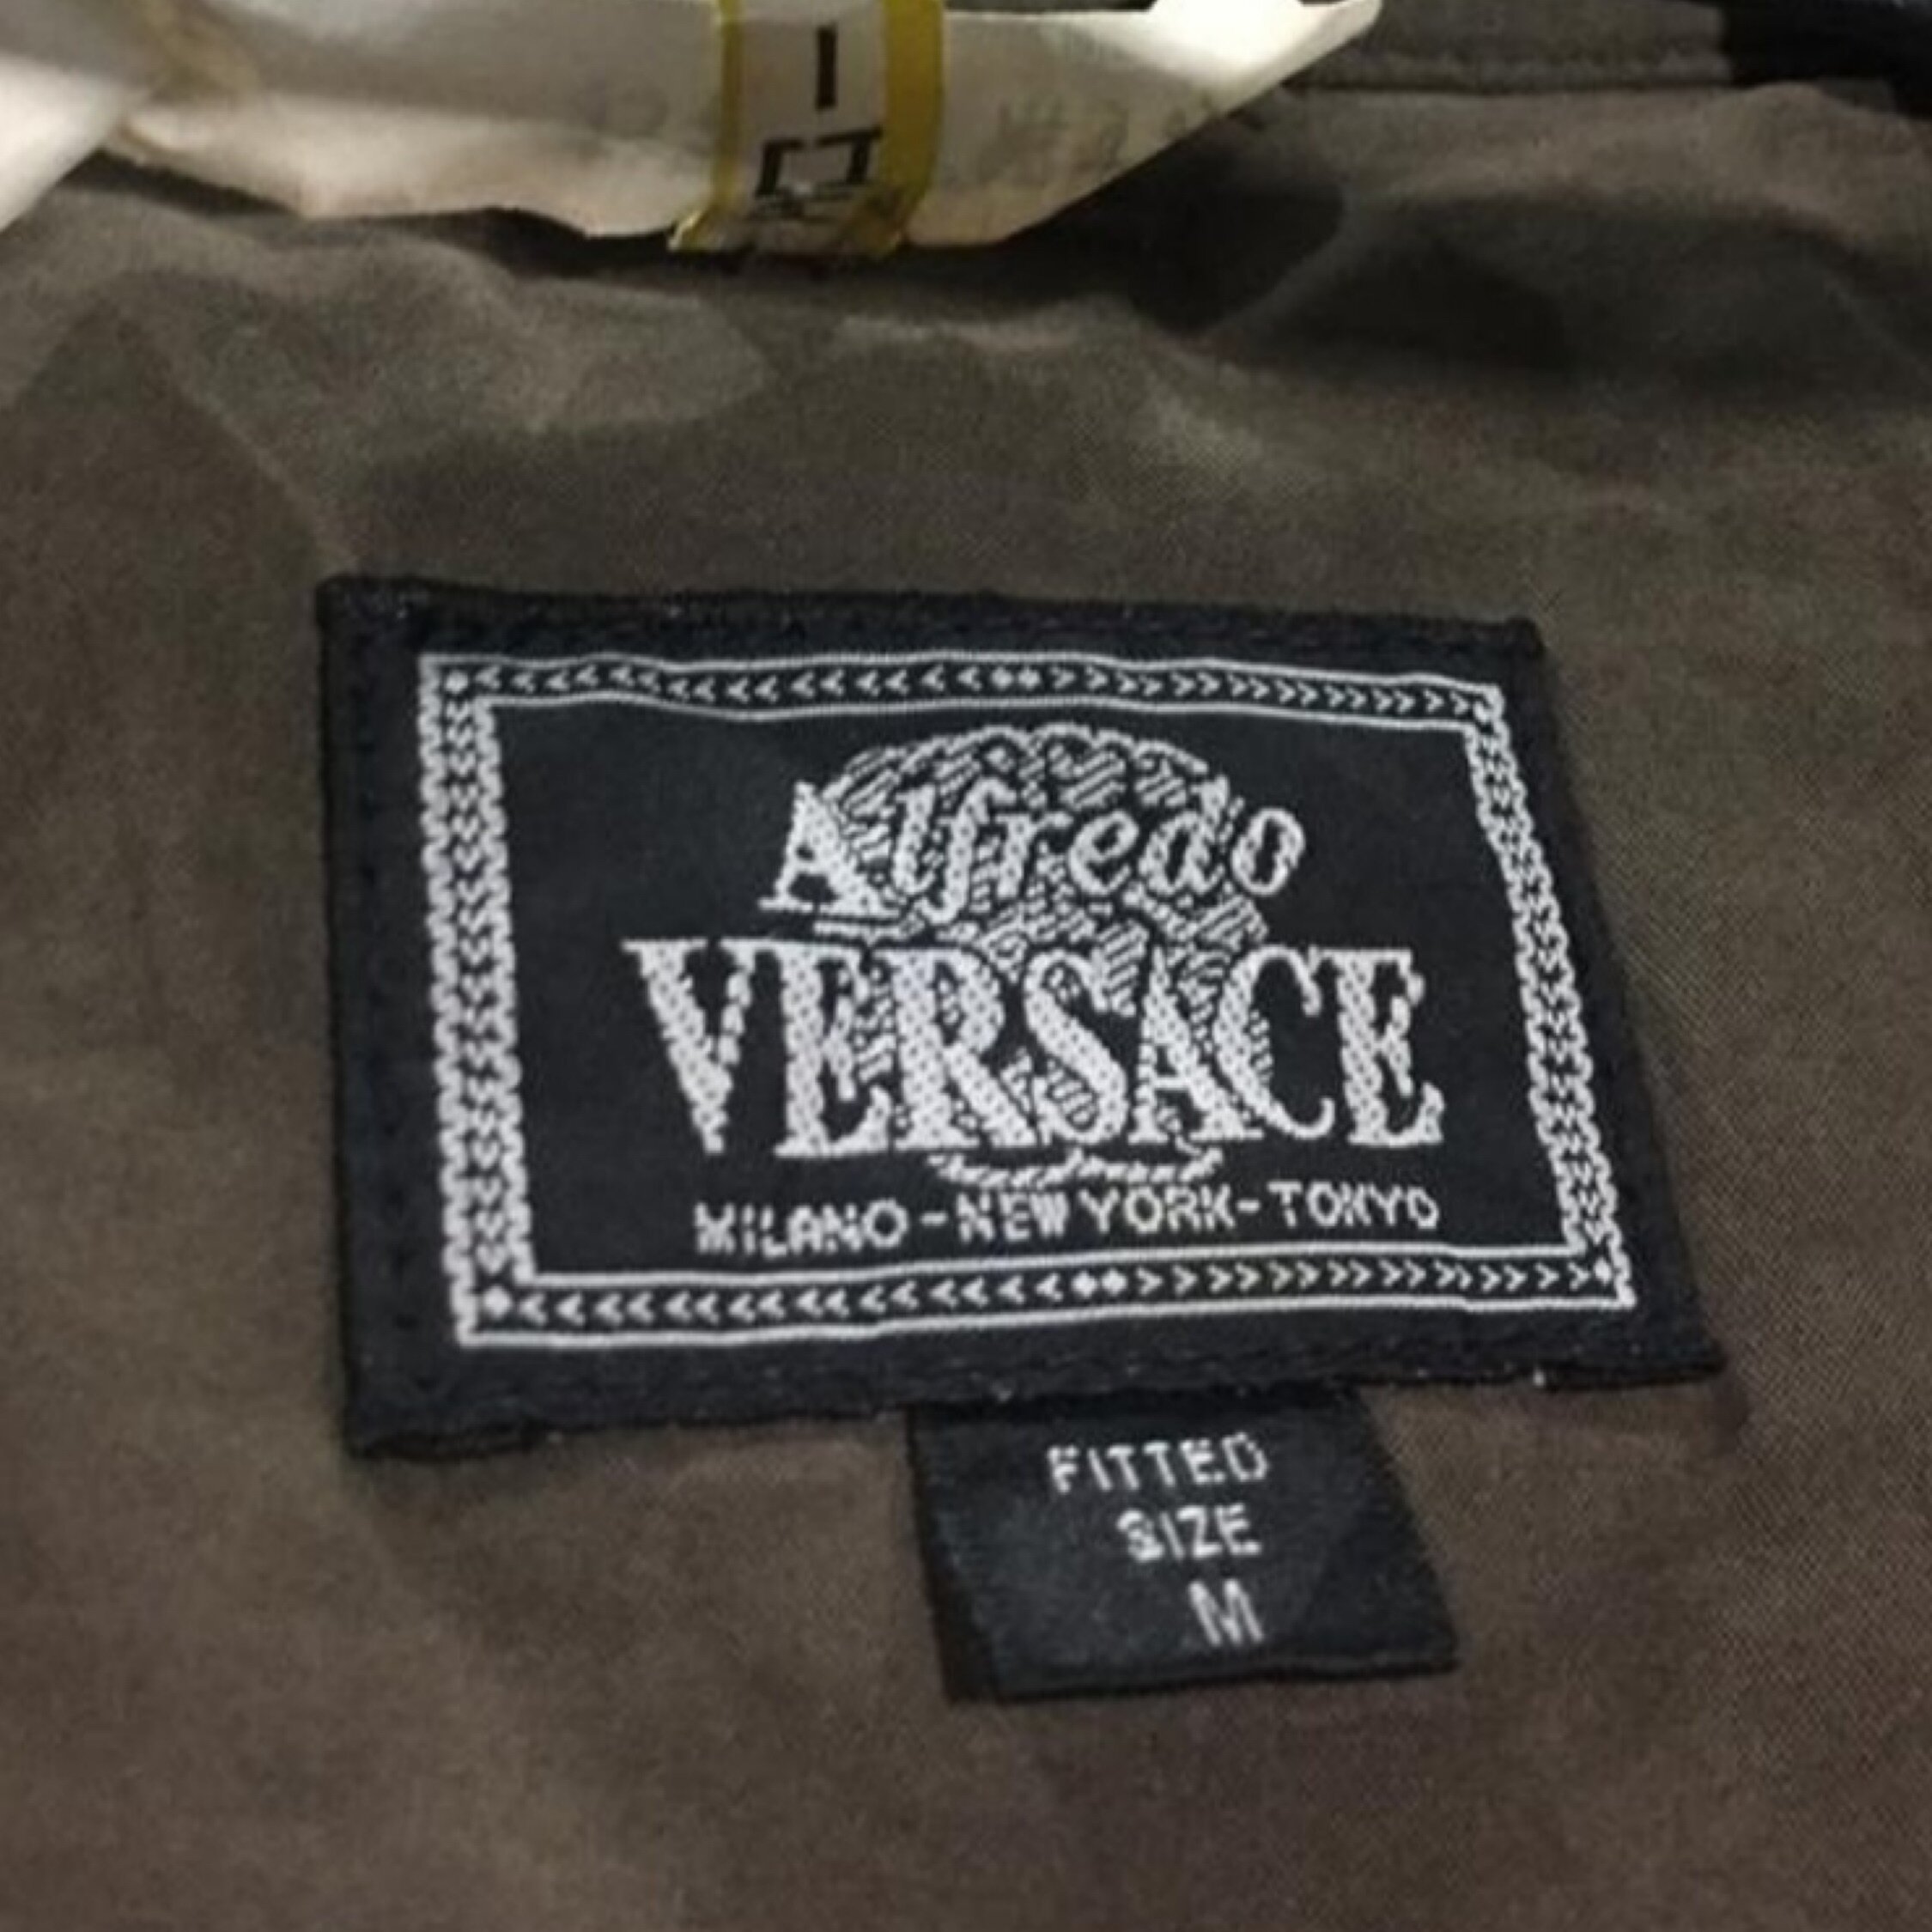 Alfredo
VERSACE
MILANO - NEW YORK - TOKYO
FITTED
SIZE
M